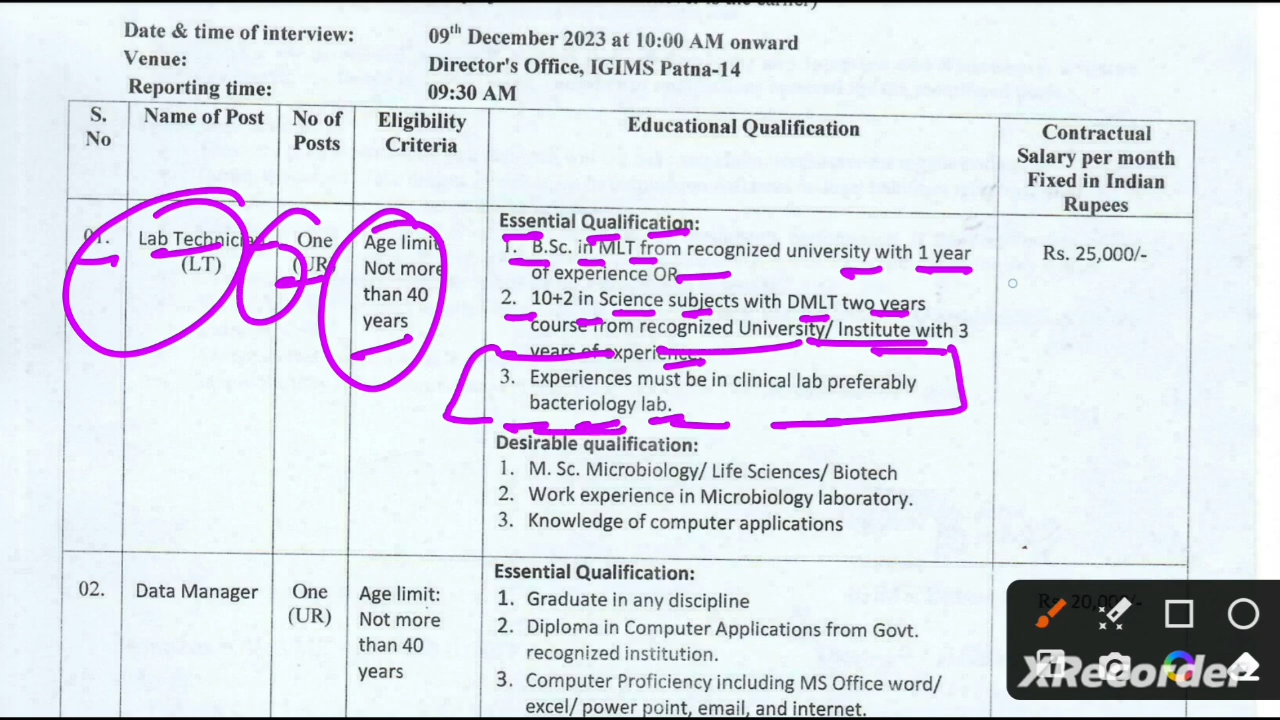 is the earlier)
Date & time of interview: 09th December 2023 at 10:00 AM onward
Venue: Director's Office, IGIMS Patna-14
Reporting time: 09:30 AM
S. No
Name of Post
No of Posts
Eligibility Criteria
Educational Qualification
Contractual Salary per month Fixed in Indian Rupees
01.
Lab Technician
(LT)
One
(UR)
Age limit:
Not more
than 40
years
Essential Qualification:
1. B.Sc. in MLT from recognized university with 1 year
of experience OR
2. 10+2 in Science subjects with DMLT two years
course from recognized University/ Institute with 3
years of experience.
3. Experiences must be in clinical lab preferably
bacteriology lab.
Desirable qualification:
1. M. Sc. Microbiology/ Life Sciences/ Biotech
2. Work experience in Microbiology laboratory.
3. Knowledge of computer applications
Rs. 25,000/-
02.
Data Manager
One
(UR)
Age limit:
Not more
than 40
years
Essential Qualification:
1. Graduate in any discipline
2. Diploma in Computer Applications from Govt.
recognized institution.
3. Computer Proficiency including MS Office word/
excel/ power point, email, and internet.
Rs. 20,000/-
XRecorder